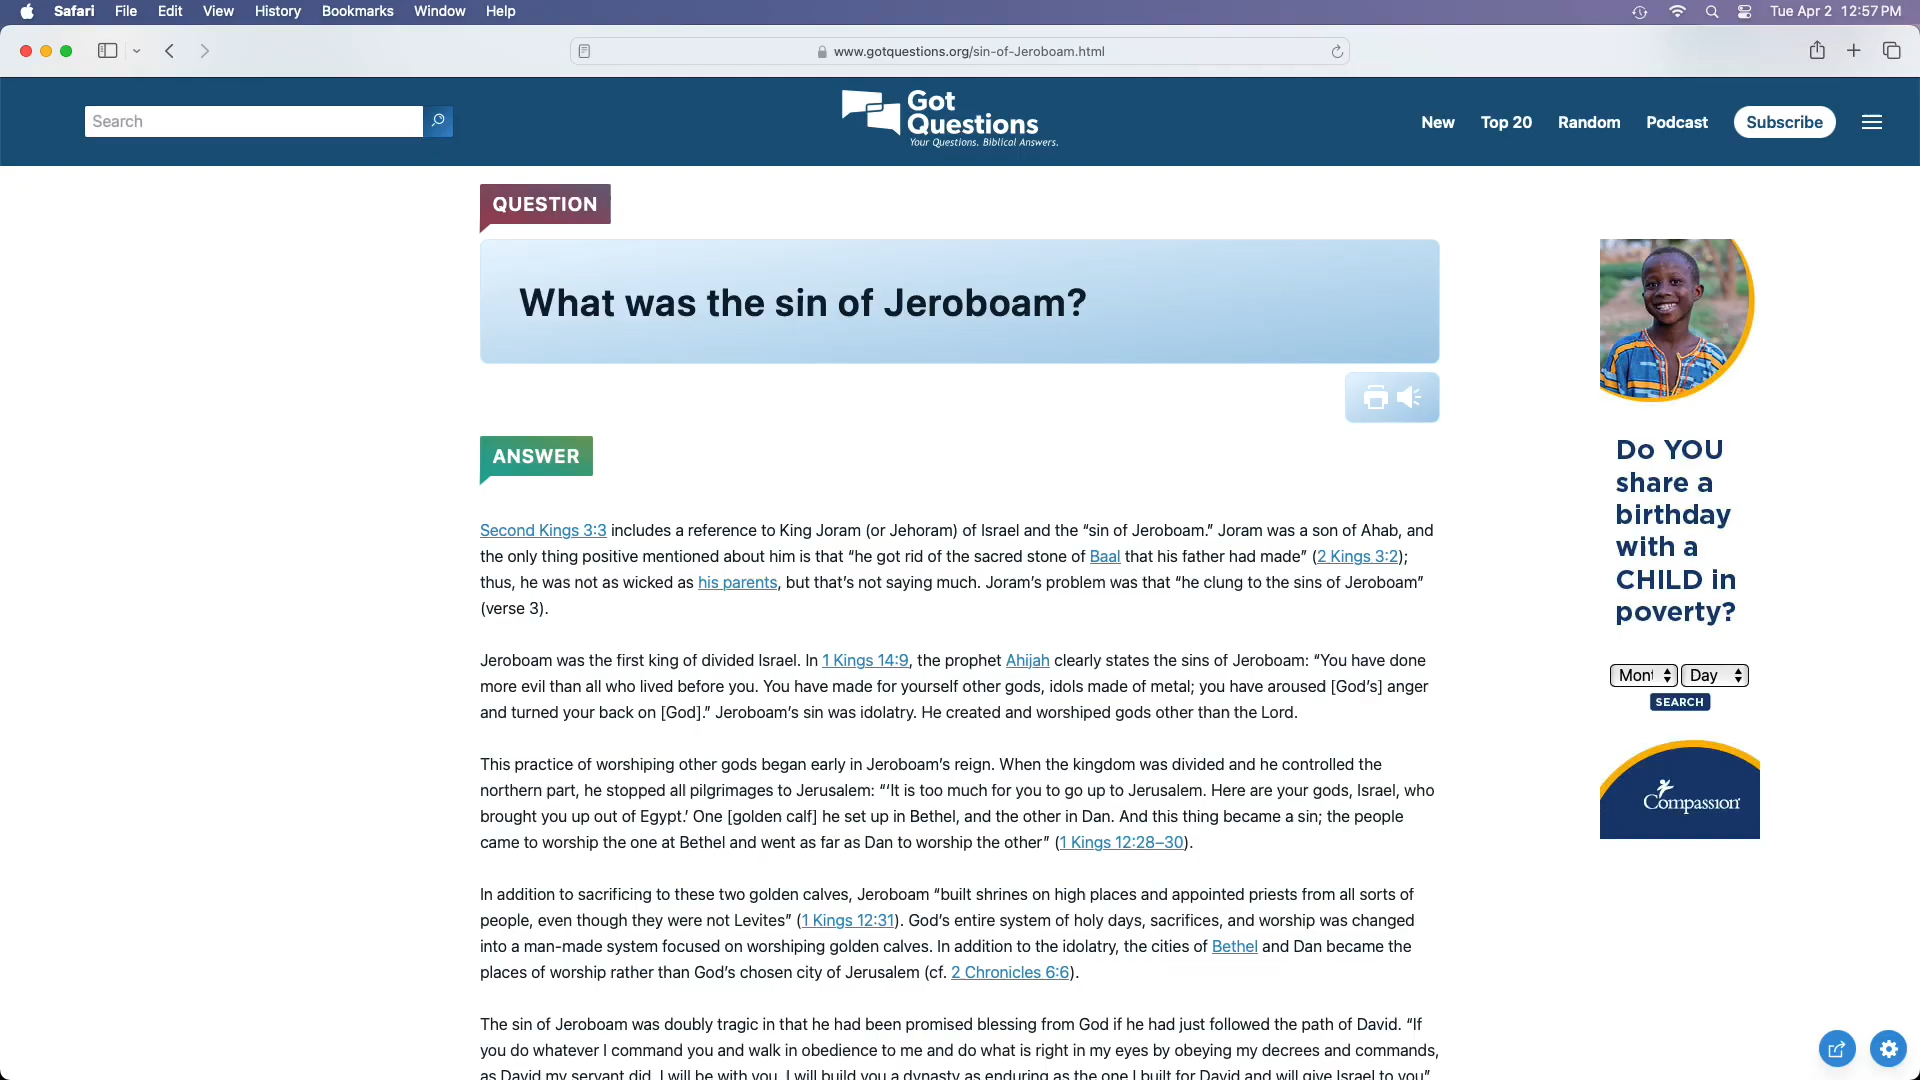 Safari File Edit View History Bookmarks Window Help Tue Apr 2 12:57 PM
www.gotquestions.org/sin-of-Jeroboam.html
Search
Got
Questions
Your Questions. Biblical Answers.
New Top 20 Random Podcast Subscribe
QUESTION
What was the sin of Jeroboam?
ANSWER
Second Kings 3:3 includes a reference to King Joram (or Jehoram) of Israel and the “sin of Jeroboam.” Joram was a son of Ahab, and
the only thing positive mentioned about him is that “he got rid of the sacred stone of Baal that his father had made” (2 Kings 3:2);
thus, he was not as wicked as his parents, but that’s not saying much. Joram’s problem was that “he clung to the sins of Jeroboam”
(verse 3).
Jeroboam was the first king of divided Israel. In 1 Kings 14:9, the prophet Ahijah clearly states the sins of Jeroboam: “You have done
more evil than all who lived before you. You have made for yourself other gods, idols made of metal; you have aroused [God’s] anger
and turned your back on [God].” Jeroboam’s sin was idolatry. He created and worshiped gods other than the Lord.
This practice of worshiping other gods began early in Jeroboam’s reign. When the kingdom was divided and he controlled the
northern part, he stopped all pilgrimages to Jerusalem: “‘It is too much for you to go up to Jerusalem. Here are your gods, Israel, who
brought you up out of Egypt.’ One [golden calf] he set up in Bethel, and the other in Dan. And this thing became a sin; the people
came to worship the one at Bethel and went as far as Dan to worship the other” (1 Kings 12:28–30).
In addition to sacrificing to these two golden calves, Jeroboam “built shrines on high places and appointed priests from all sorts of
people, even though they were not Levites” (1 Kings 12:31). God’s entire system of holy days, sacrifices, and worship was changed
into a man-made system focused on worshiping golden calves. In addition to the idolatry, the cities of Bethel and Dan became the
places of worship rather than God’s chosen city of Jerusalem (cf. 2 Chronicles 6:6).
The sin of Jeroboam was doubly tragic in that he had been promised blessing from God if he had just followed the path of David. “If
you do whatever I command you and walk in obedience to me and do what is right in my eyes by obeying my decrees and commands,
as David my servant did, I will be with you. I will build you a dynasty as enduring as the one I built for David and will give Israel to you”
Do YOU
share a
birthday
with a
CHILD in
poverty?
Mont Day
SEARCH
Compassion